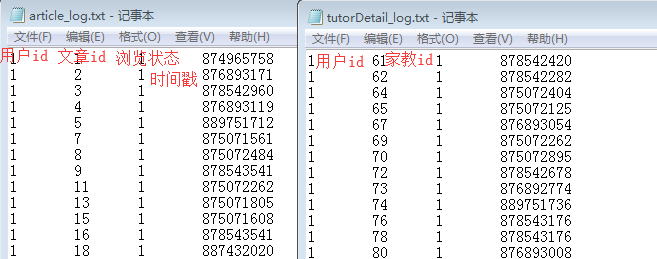 article_log.txt - 记事本
文件(F) 编辑(E) 格式(O) 查看(V) 帮助(H)
用户id 文章id 浏览状态
时间戳
1 1 1 874965758
1 2 1 876893171
1 3 1 878542960
1 4 1 876893119
1 5 1 889751712
1 7 1 875071561
1 8 1 875072484
1 9 1 878543541
1 11 1 875072262
1 13 1 875071805
1 15 1 875071608
1 16 1 878543541
1 18 1 887432020
tutorDetail_log.txt - 记事本
文件(F) 编辑(E) 格式(O) 查看(V) 帮助(H)
用户id 家教id
1 61 1 878542420
1 62 1 878542282
1 64 1 875072404
1 65 1 875072125
1 67 1 876893054
1 69 1 875072262
1 70 1 875072895
1 72 1 878542678
1 73 1 876892774
1 74 1 889751736
1 76 1 878543176
1 78 1 878543176
1 80 1 876893008